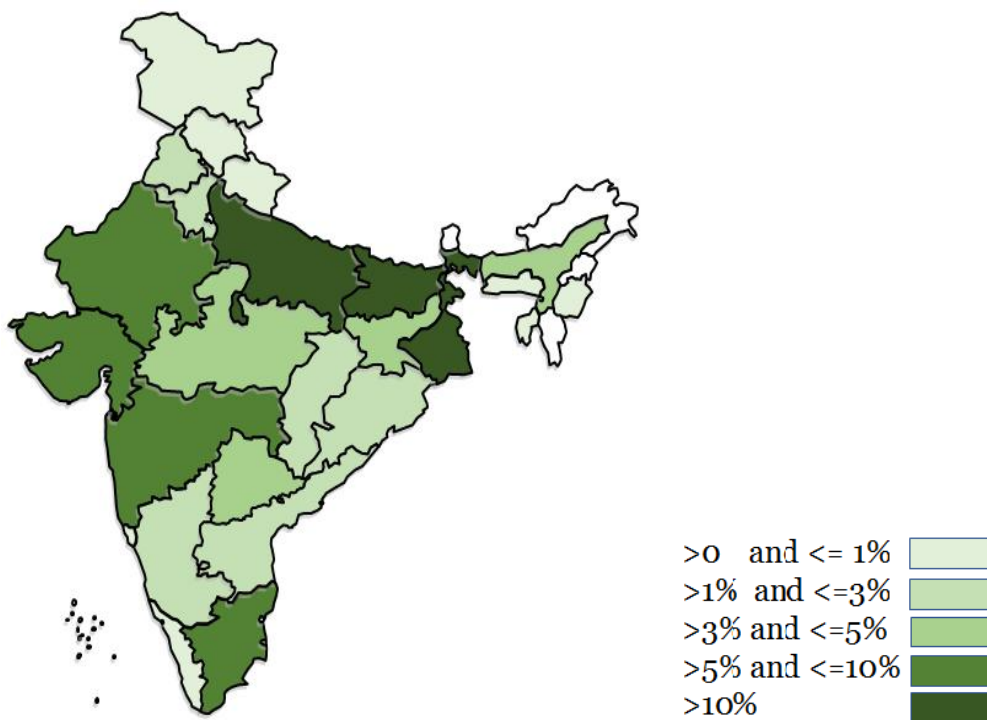 >0 and <= 1%
>1% and <=3%
>3% and <=5%
>5% and <=10%
>10%